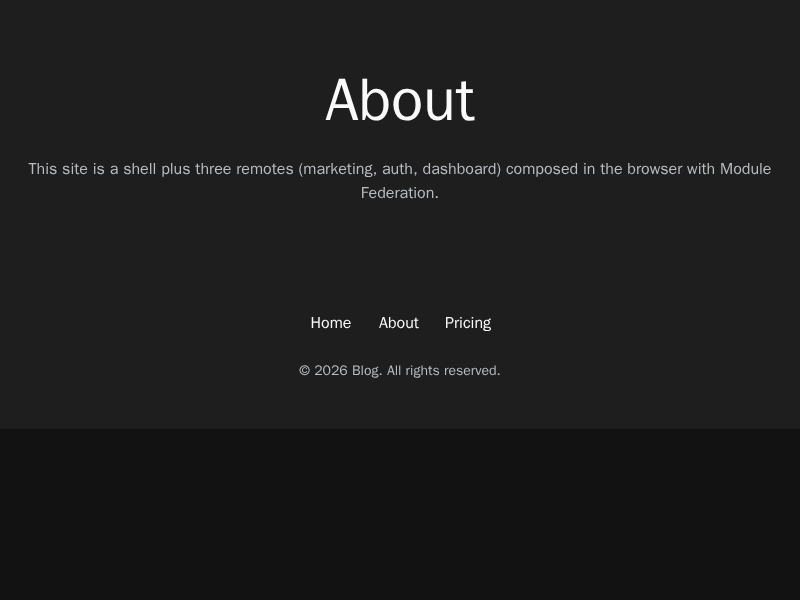 About
This site is a shell plus three remotes (marketing, auth, dashboard) composed in the browser with Module
Federation.
Home About Pricing
© 2026 Blog. All rights reserved.